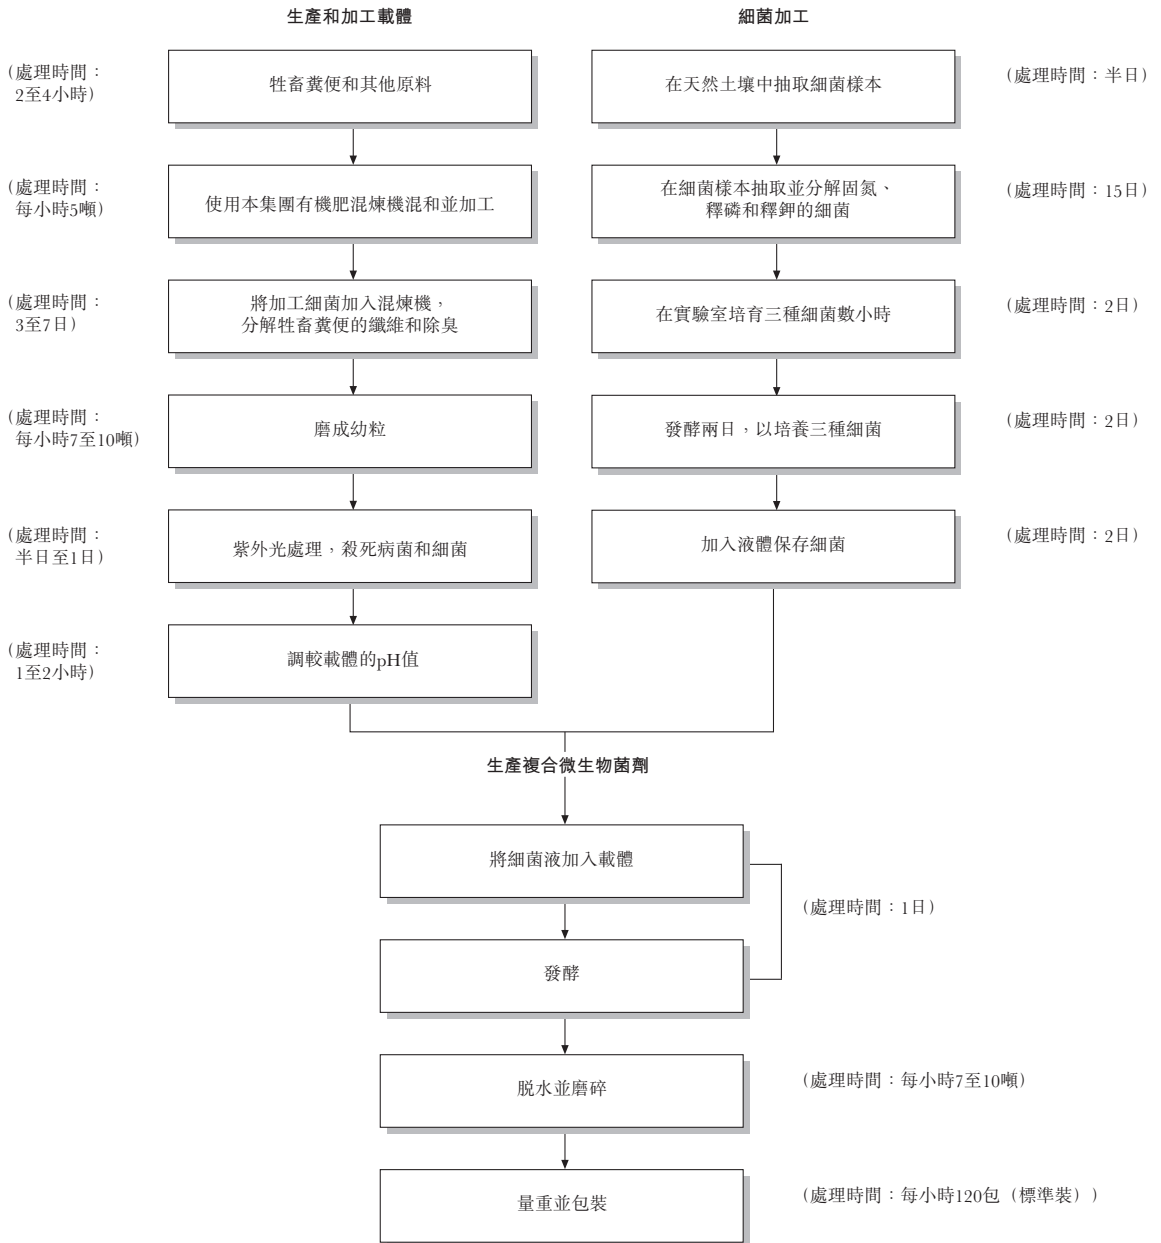 生產和加工載體
(處理時間：
2至4小時)
牲畜糞便和其他原料
(處理時間：
每小時5噸)
使用本集團有機肥混煉機混和並加工
(處理時間：
3至7日)
將加工細菌加入混煉機，
分解牲畜糞便的纖維和除臭
(處理時間：
每小時7至10噸)
磨成幼粒
(處理時間：
半日至1日)
紫外光處理，殺死病菌和細菌
(處理時間：
1至2小時)
調較載體的pH值
細菌加工
在天然土壤中抽取細菌樣本
(處理時間：半日)
在細菌樣本抽取並分解固氮、
釋磷和釋鉀的細菌
(處理時間：15日)
在實驗室培育三種細菌數小時
(處理時間：2日)
發酵兩日，以培養三種細菌
(處理時間：2日)
加入液體保存細菌
(處理時間：2日)
生產複合微生物菌劑
將細菌液加入載體
(處理時間：1日)
發酵
脱水並磨碎
(處理時間：每小時7至10噸)
量重並包裝
(處理時間：每小時120包（標準裝）)